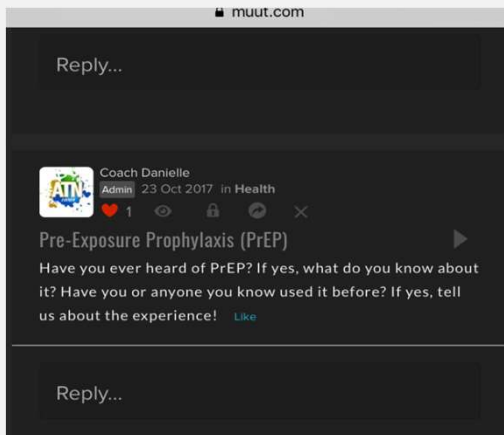 muut.com
Reply...
Coach Danielle
Admin 23 Oct 2017 in Health
ATN
1
Pre-Exposure Prophylaxis (PrEP)
Have you ever heard of PrEP? If yes, what do you know about
it? Have you or anyone you know used it before? If yes, tell
us about the experience! Like
Reply...